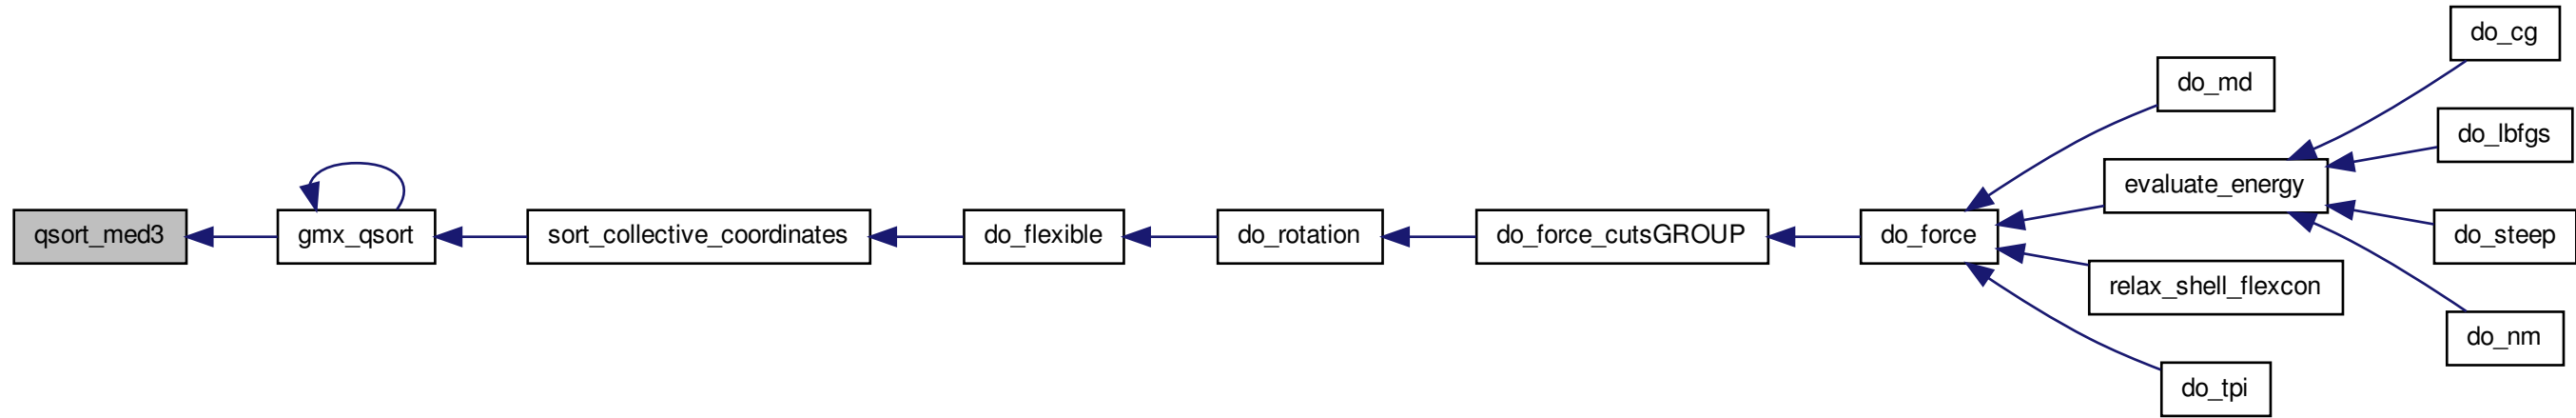 qsort_med3
gmx_qsort
sort_collective_coordinates
do_flexible
do_rotation
do_force_cutsGROUP
do_force
do_md
evaluate_energy
relax_shell_flexcon
do_tpi
do_cg
do_lbfgs
do_steep
do_nm